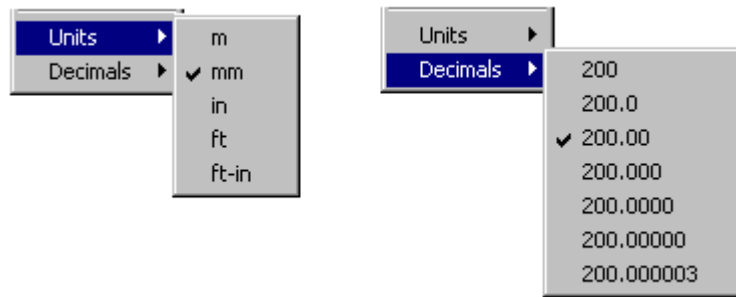 Units
Decimals
m
mm
in
ft
ft-in
Units
Decimals
200
200.0
200.00
200.000
200.0000
200.00000
200.000003